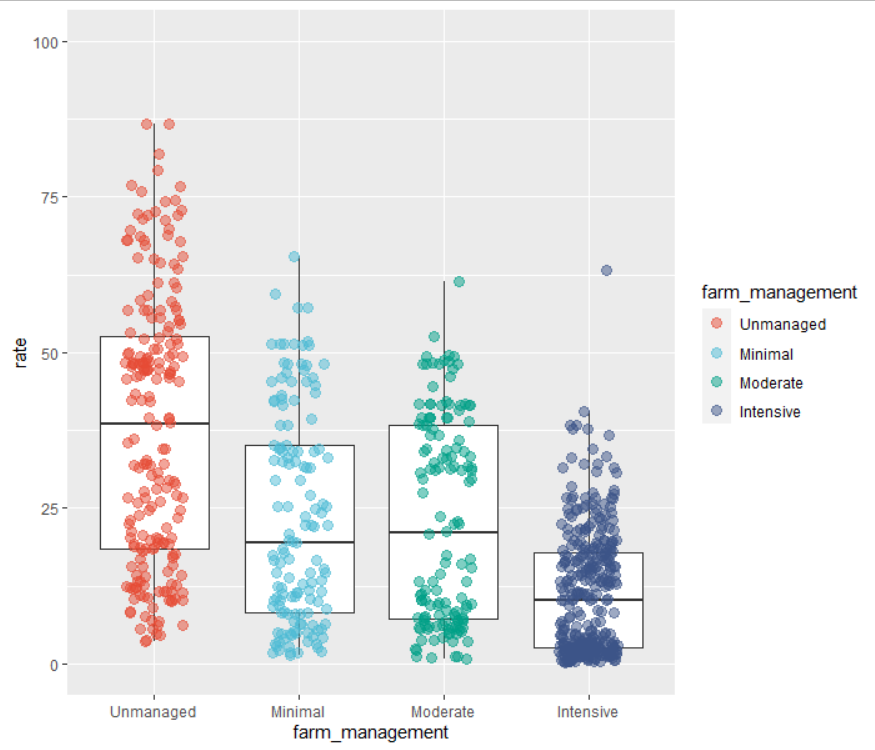 100
75
50
25
0
rate
Unmanaged
Minimal
Moderate
Intensive
farm_management
farm_management
Unmanaged
Minimal
Moderate
Intensive